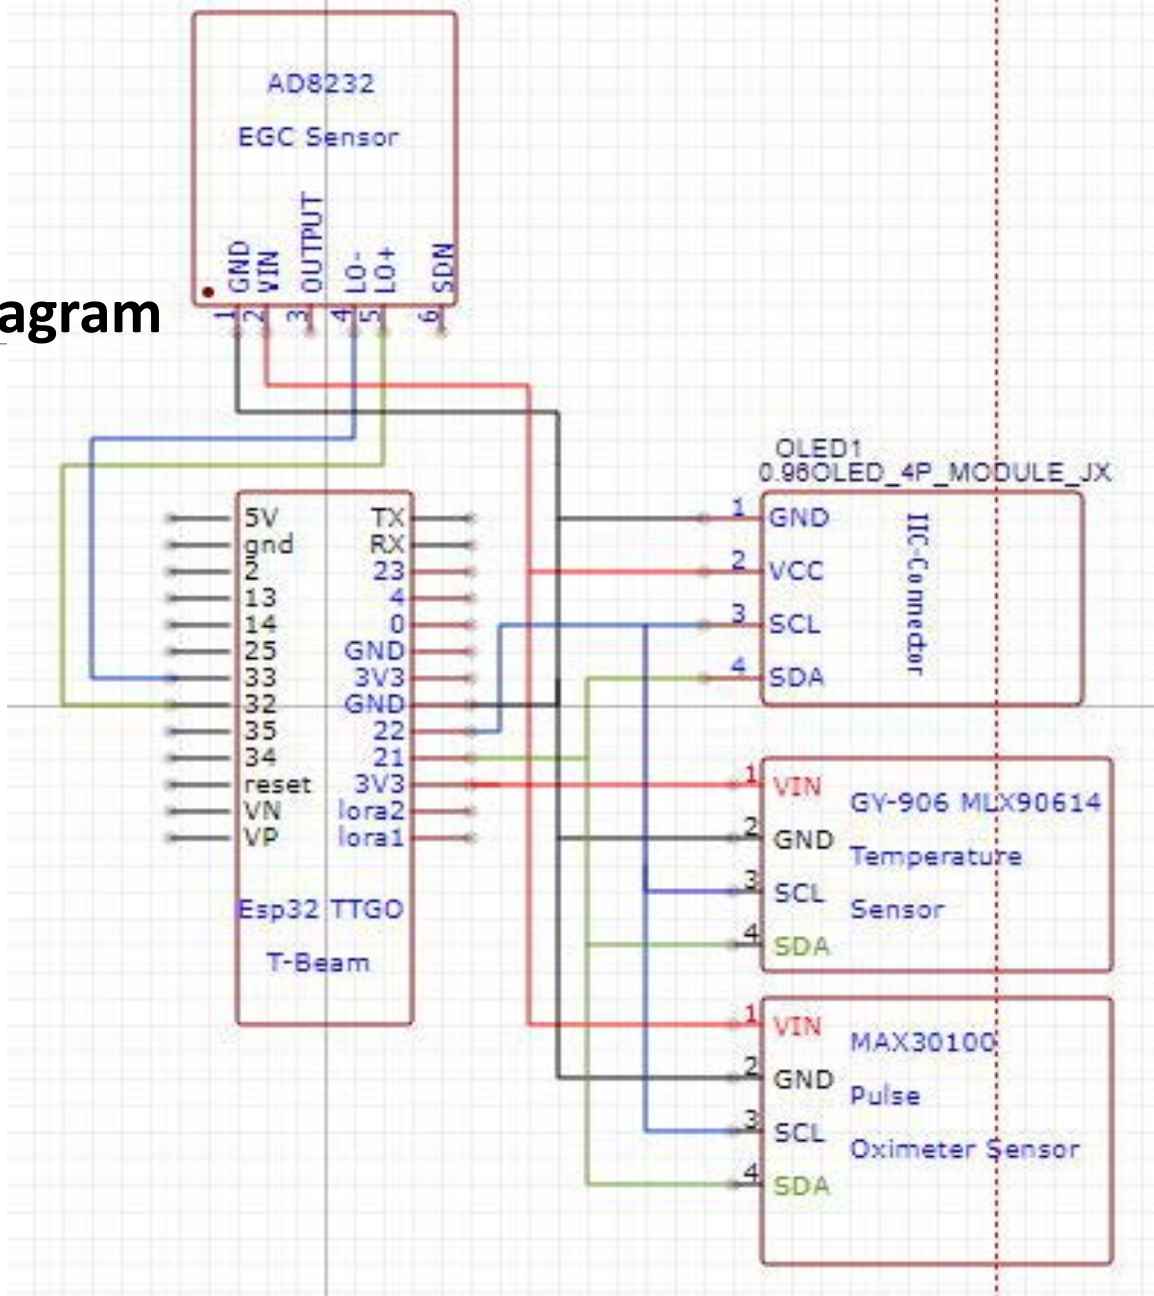 AD8232
EGC Sensor
GND
VIN
OUTPUT
LO-
LO+
SDN
1
2
3
4
5
6
agram
OLED1
0.96OLED_4P_MODULE_JX
1 GND
2 VCC
3 SCL
4 SDA
IIC-Connector
5V TX
gnd RX
2 23
13 4
14 0
25 GND
33 3V3
32 GND
35 22
34 21
reset 3V3
VN lora2
VP lora1
Esp32 TTGO
T-Beam
1 VIN
2 GND
3 SCL
4 SDA
GY-906 MLX90614
Temperature
Sensor
1 VIN
2 GND
3 SCL
4 SDA
MAX30100
Pulse
Oximeter Sensor